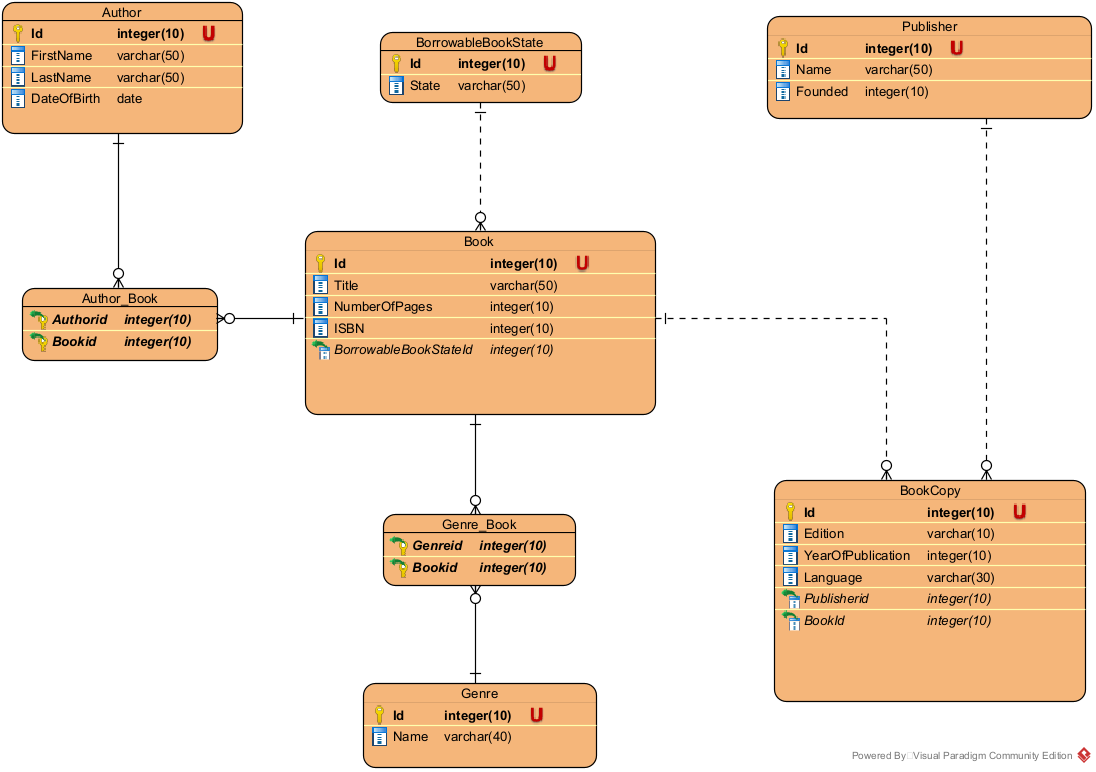 Author
Id integer(10) U
FirstName varchar(50)
LastName varchar(50)
DateOfBirth date
BorrowableBookState
Id integer(10) U
State varchar(50)
Publisher
Id integer(10) U
Name varchar(50)
Founded integer(10)
Book
Id integer(10) U
Title varchar(50)
NumberOfPages integer(10)
ISBN integer(10)
BorrowableBookStateId integer(10)
Author_Book
Authorid integer(10)
Bookid integer(10)
Genre_Book
Genreid integer(10)
Bookid integer(10)
BookCopy
Id integer(10) U
Edition varchar(10)
YearOfPublication integer(10)
Language varchar(30)
Publisherid integer(10)
BookId integer(10)
Genre
Id integer(10) U
Name varchar(40)
Powered By Visual Paradigm Community Edition